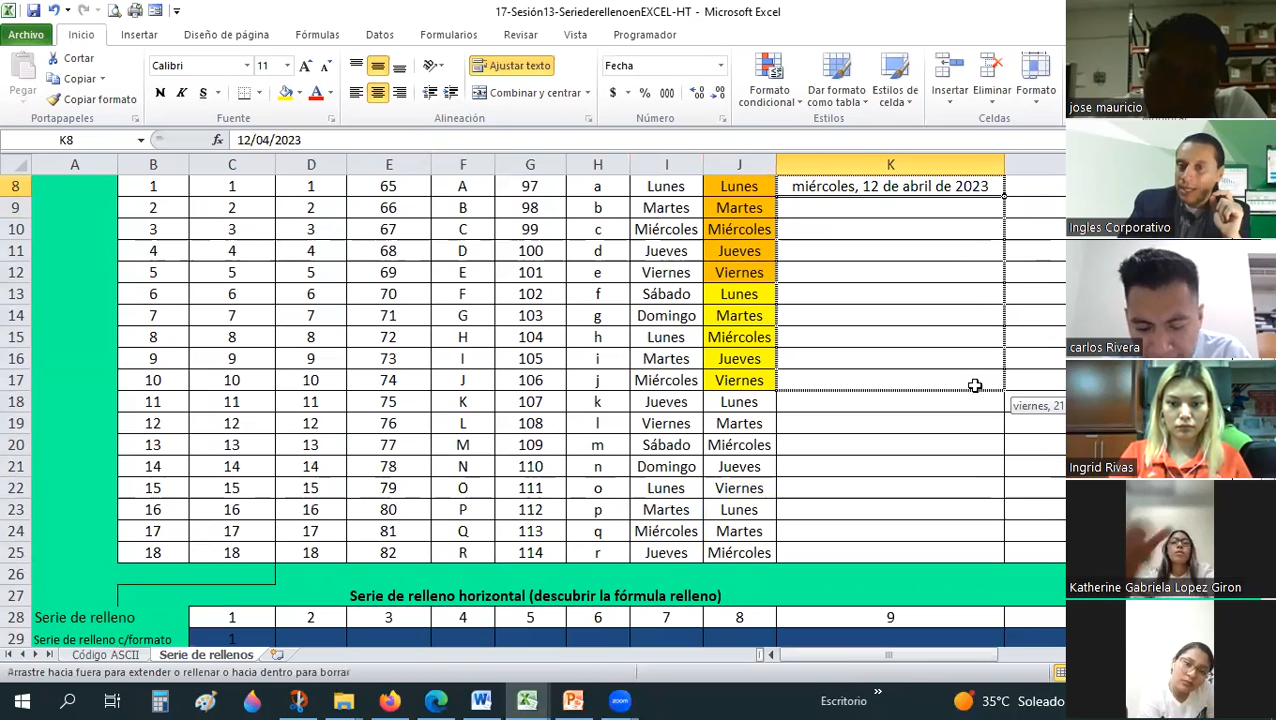 17-Sesión13-SeriederellenoenEXCEL-HT - Microsoft Excel
Archivo Inicio Insertar Diseño de página Fórmulas Datos Formularios Revisar Vista Programador
Pegar
Cortar
Copiar
Copiar formato
Portapapeles
Calibri 11
N K S
Fuente
Ajustar texto
Combinar y centrar
Alineación
Fecha
$ % 000
Número
Formato condicional
Dar formato como tabla
Estilos de celda
Estilos
Insertar Eliminar Formato
Celdas
K8 fx 12/04/2023
A B C D E F G H I J K
8 1 1 1 65 A 97 a Lunes Lunes miércoles, 12 de abril de 2023
9 2 2 2 66 B 98 b Martes Martes
10 3 3 3 67 C 99 c Miércoles Miércoles
11 4 4 4 68 D 100 d Jueves Jueves
12 5 5 5 69 E 101 e Viernes Viernes
13 6 6 6 70 F 102 f Sábado Lunes
14 7 7 7 71 G 103 g Domingo Martes
15 8 8 8 72 H 104 h Lunes Miércoles
16 9 9 9 73 I 105 i Martes Jueves
17 10 10 10 74 J 106 j Miércoles Viernes
viernes, 21
18 11 11 11 75 K 107 k Jueves Lunes
19 12 12 12 76 L 108 l Viernes Martes
20 13 13 13 77 M 109 m Sábado Miércoles
21 14 14 14 78 N 110 n Domingo Jueves
22 15 15 15 79 O 111 o Lunes Viernes
23 16 16 16 80 P 112 p Martes Lunes
24 17 17 17 81 Q 113 q Miércoles Martes
25 18 18 18 82 R 114 r Jueves Miércoles
26
27 Serie de relleno horizontal (descubrir la fórmula relleno)
28 Serie de relleno 1 2 3 4 5 6 7 8 9
29 Serie de relleno c/formato 1
Código ASCII Serie de rellenos
Arrastre hacia fuera para extender o rellenar o hacia dentro para borrar
Escritorio » 35°C Soleado
zoom
jose mauricio
Ingles Corporativo
carlos Rivera
Ingrid Rivas
Katherine Gabriela Lopez Giron